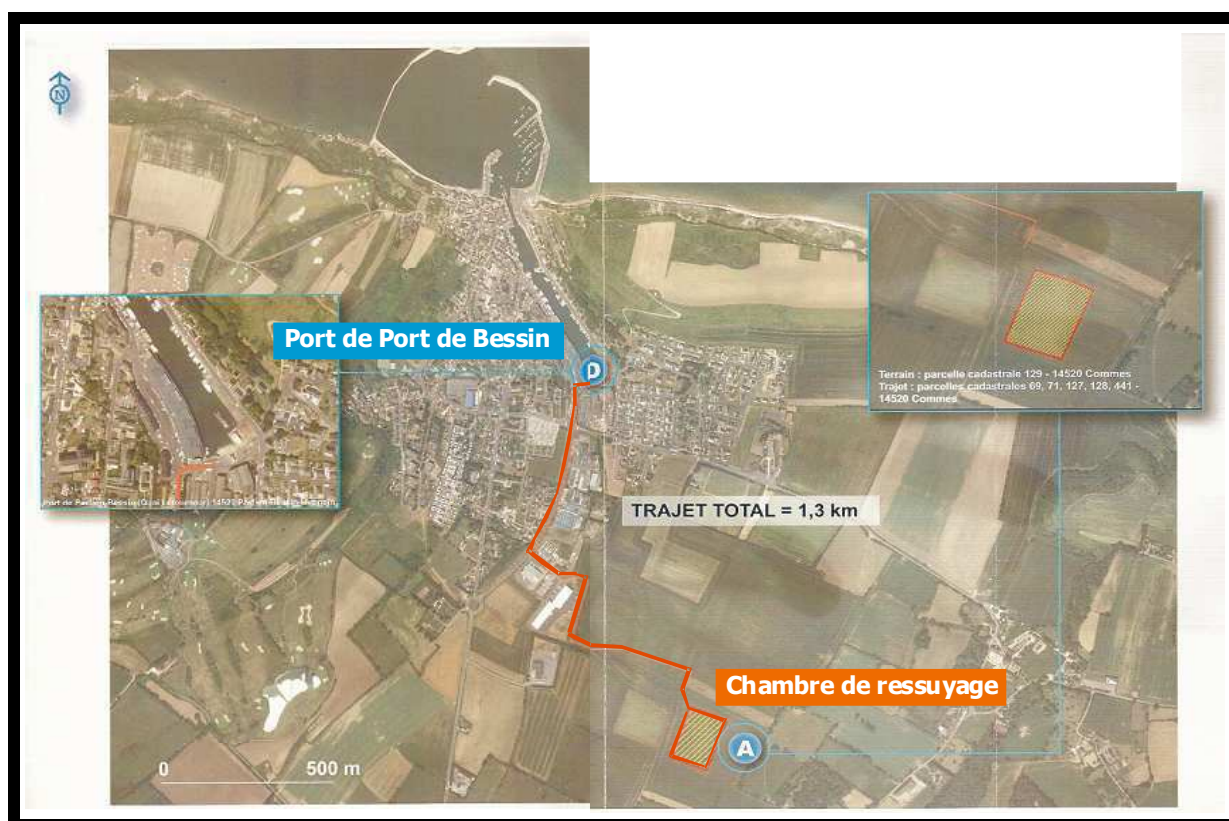 N
Port de Port de Bessin
D
Terrain : parcelle cadastrale 129 - 14520 Commes
Trajet : parcelles cadastrales 69, 71, 127, 128, 441 -
14520 Commes
TRAJET TOTAL = 1,3 km
Chambre de ressuyage
A
0 500 m